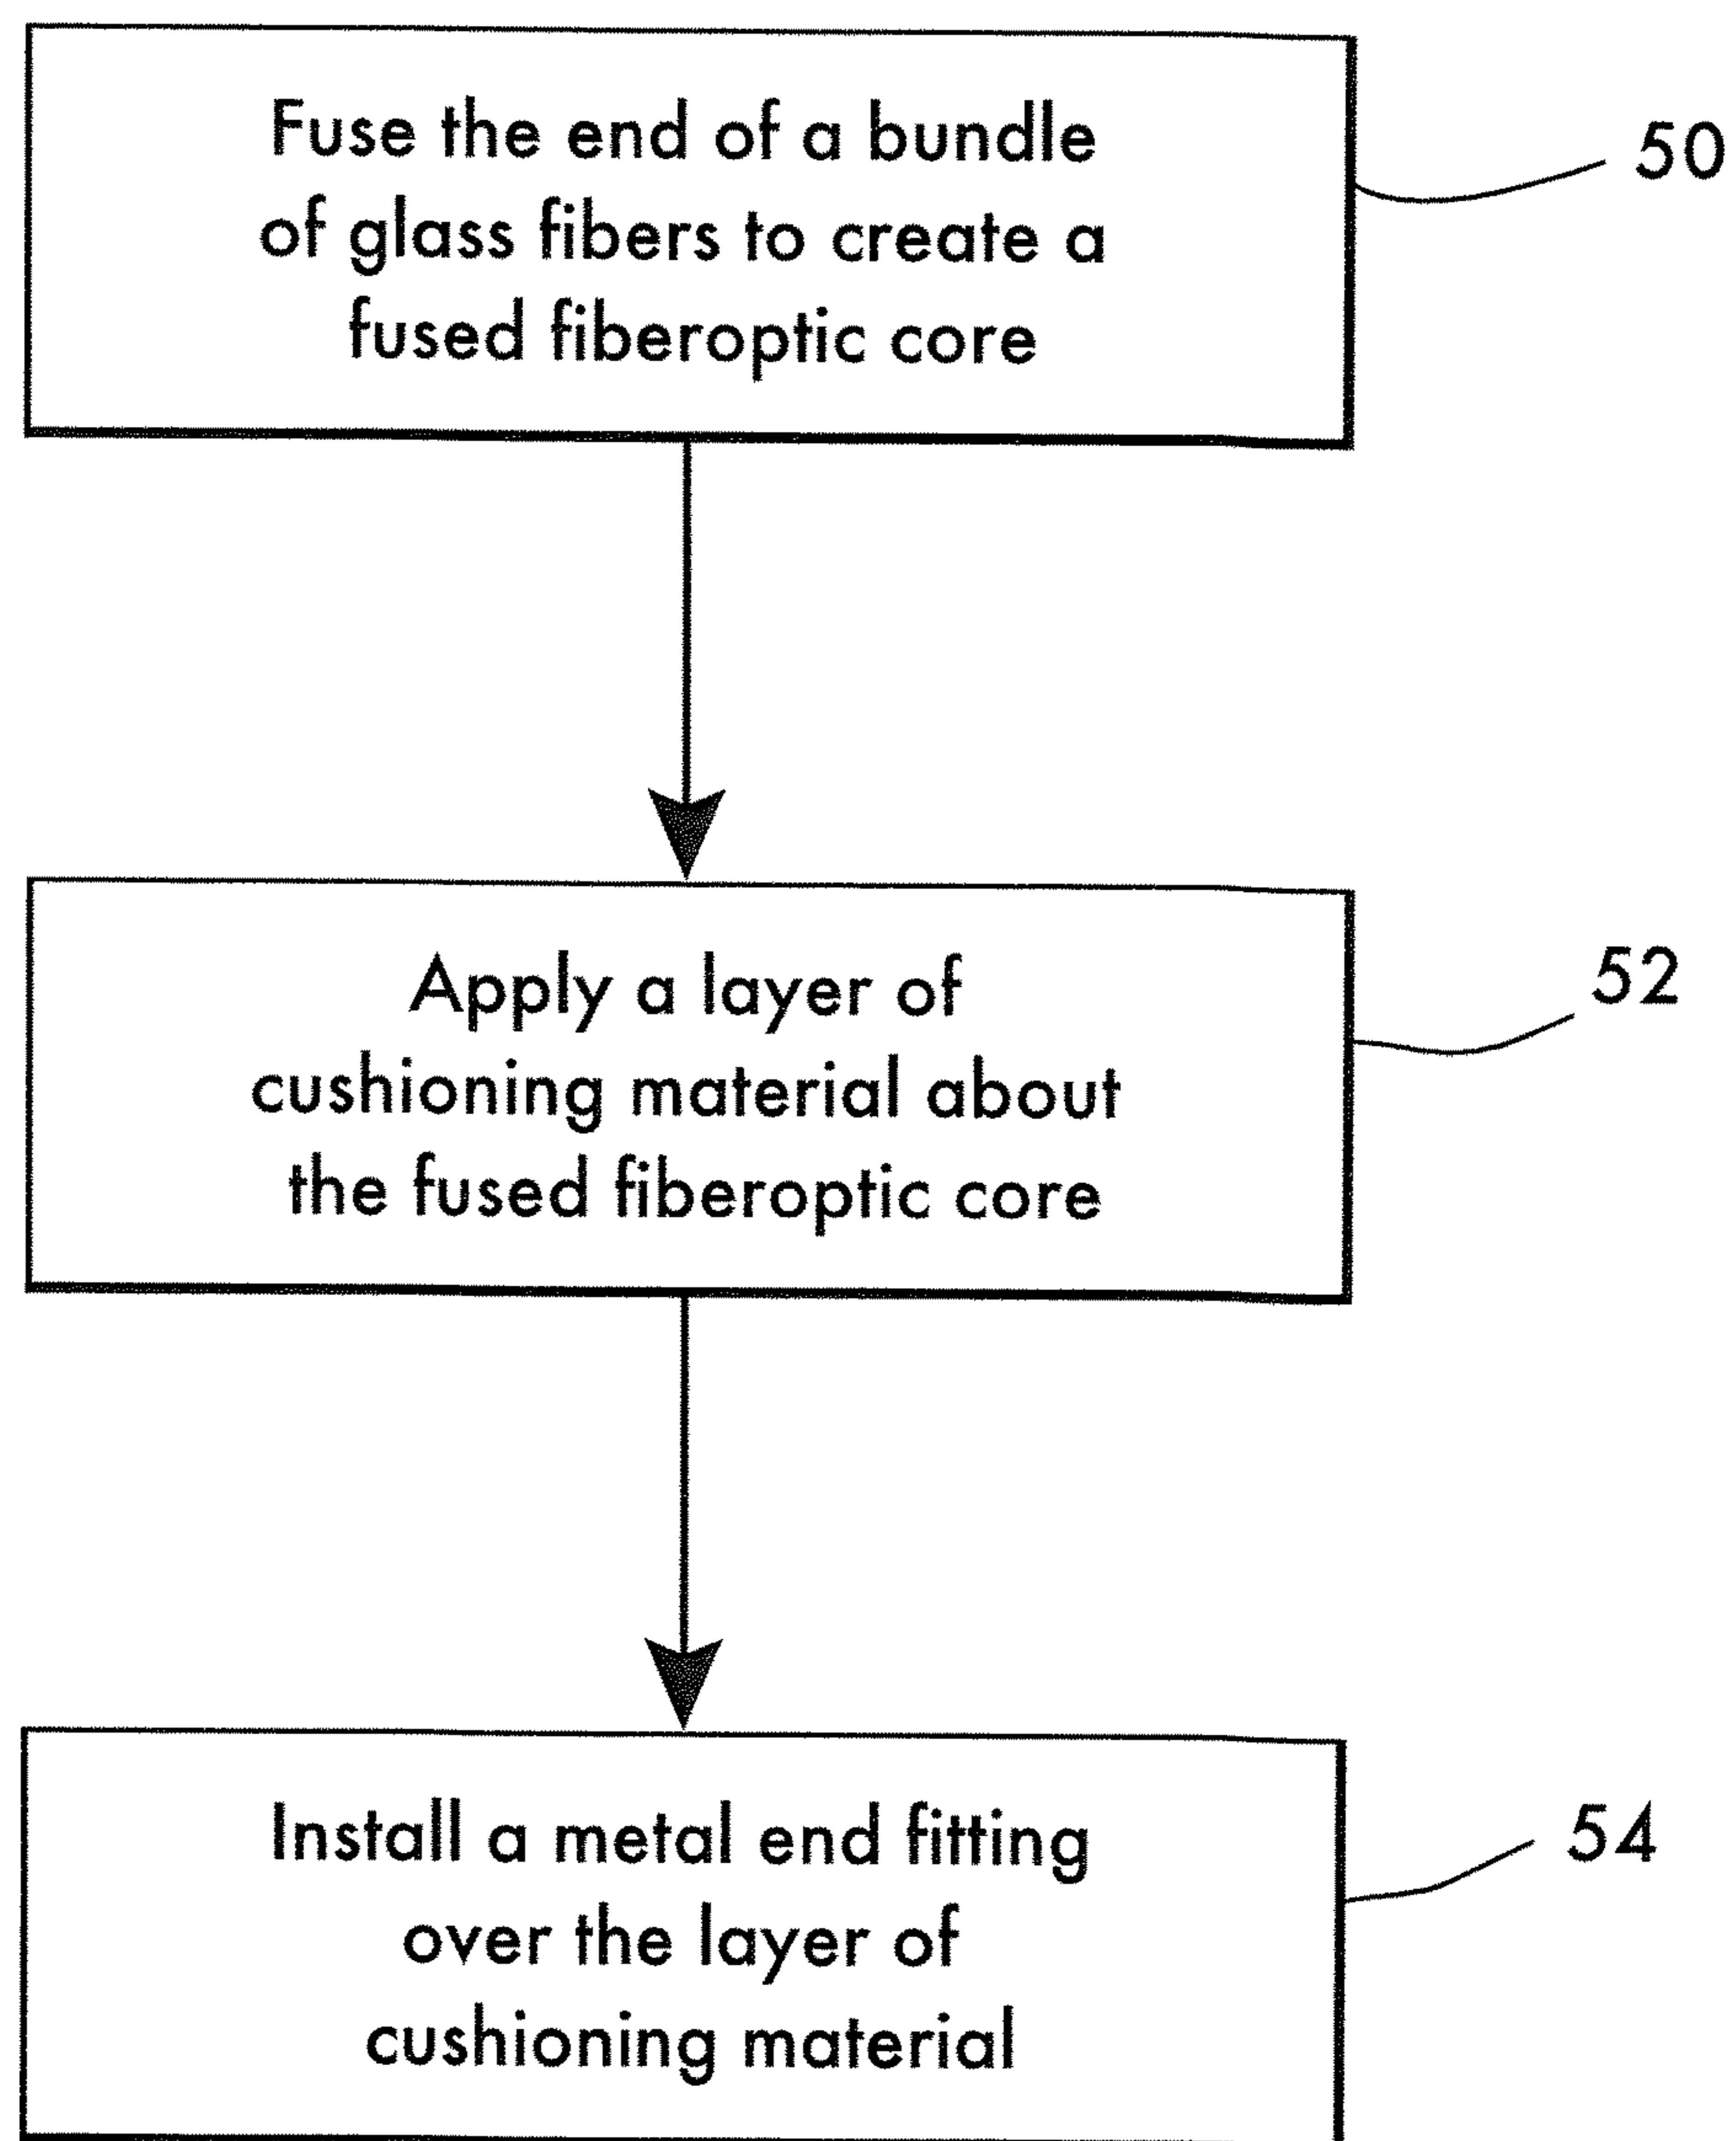 Fuse the end of a bundle
of glass fibers to create a
fused fiberoptic core
50
Apply a layer of
cushioning material about
the fused fiberoptic core
52
Install a metal end fitting
over the layer of
cushioning material
54